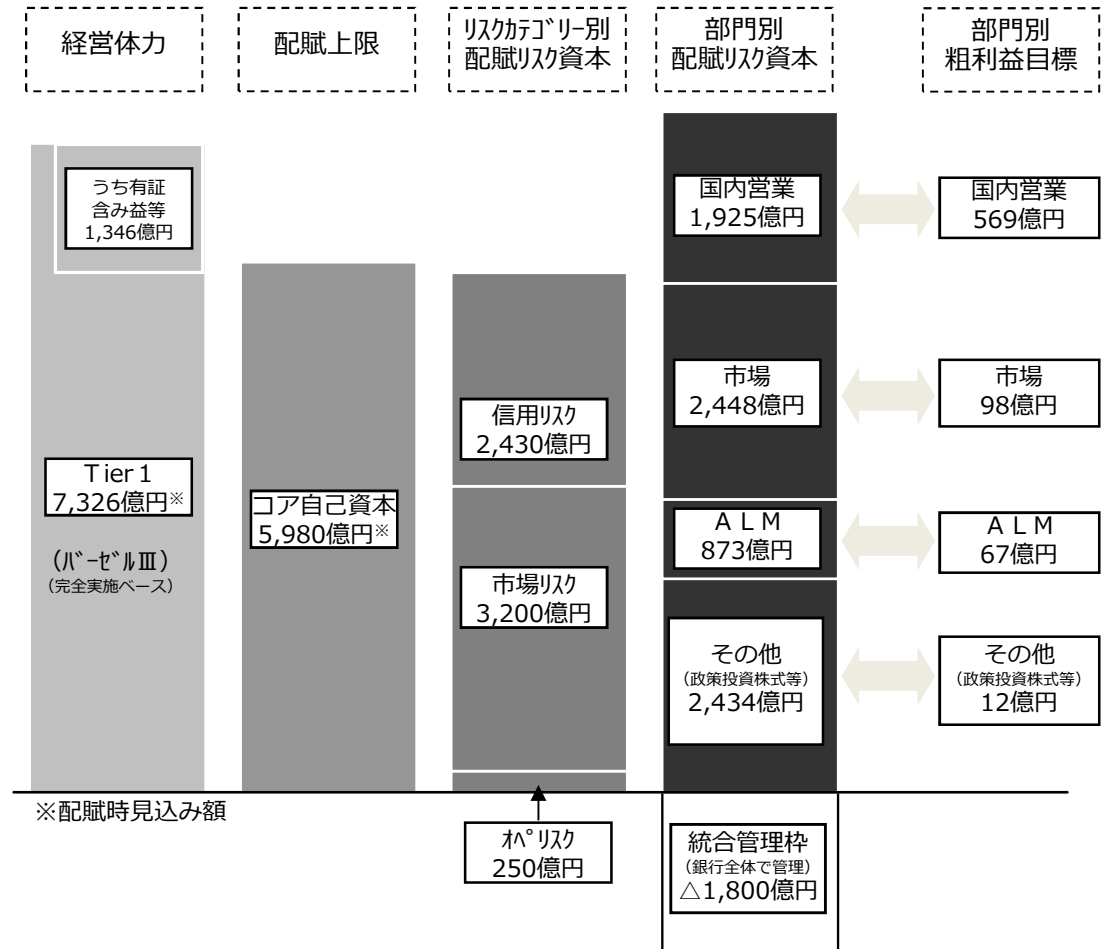 経営体力
配賦上限
ﾘｽｸｶﾃｺﾞﾘｰ別
配賦ﾘｽｸ資本
部門別
配賦ﾘｽｸ資本
部門別
粗利益目標
うち有証
含み益等
1,346億円
Tier1
7,326億円※
(ﾊﾞｰｾﾞﾙⅢ)
(完全実施ベース)
コア自己資本
5,980億円※
信用ﾘｽｸ
2,430億円
市場ﾘｽｸ
3,200億円
ｵﾍﾟﾘｽｸ
250億円
国内営業
1,925億円
市場
2,448億円
ＡＬＭ
873億円
その他
(政策投資株式等)
2,434億円
統合管理枠
(銀行全体で管理)
△1,800億円
国内営業
569億円
市場
98億円
ＡＬＭ
67億円
その他
(政策投資株式等)
12億円
※配賦時見込み額